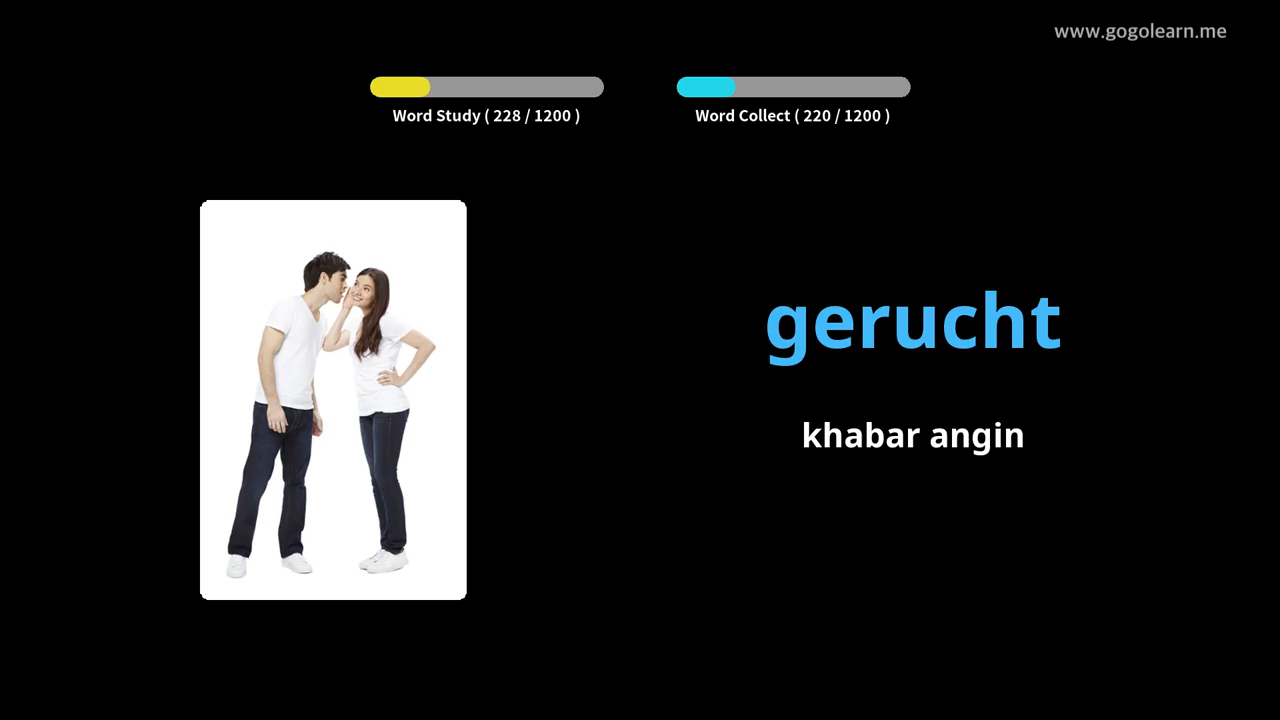 www.gogolearn.me
Word Study ( 228 / 1200 )
Word Collect ( 220 / 1200 )
gerucht
khabar angin